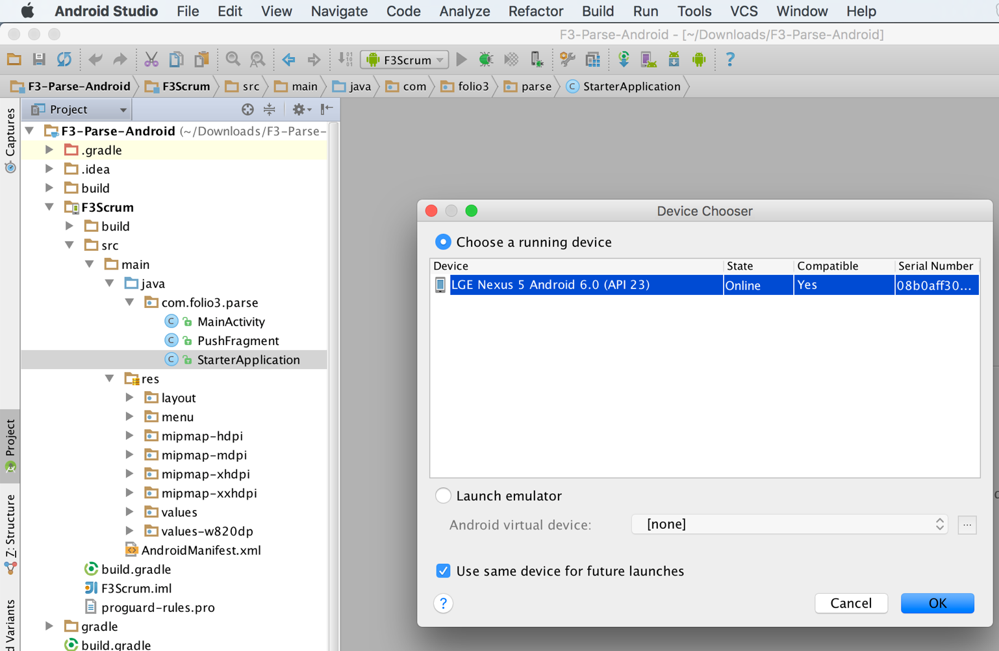 Android Studio File Edit View Navigate Code Analyze Refactor Build Run Tools VCS Window Help
F3-Parse-Android - [~/Downloads/F3-Parse-Android]
F3Scrum
F3-Parse-Android F3Scrum src main java com folio3 parse StarterApplication
Captures
Project
Z: Structure
d Variants
Project
F3-Parse-Android (~/Downloads/F3-Parse-
.gradle
.idea
build
F3Scrum
build
src
main
java
com.folio3.parse
MainActivity
PushFragment
StarterApplication
res
layout
menu
mipmap-hdpi
mipmap-mdpi
mipmap-xhdpi
mipmap-xxhdpi
values
values-w820dp
AndroidManifest.xml
build.gradle
F3Scrum.iml
proguard-rules.pro
gradle
build.gradle
Device Chooser
Choose a running device
Device State Compatible Serial Number
LGE Nexus 5 Android 6.0 (API 23) Online Yes 08b0aff30...
Launch emulator
Android virtual device: [none] ...
Use same device for future launches
? Cancel OK